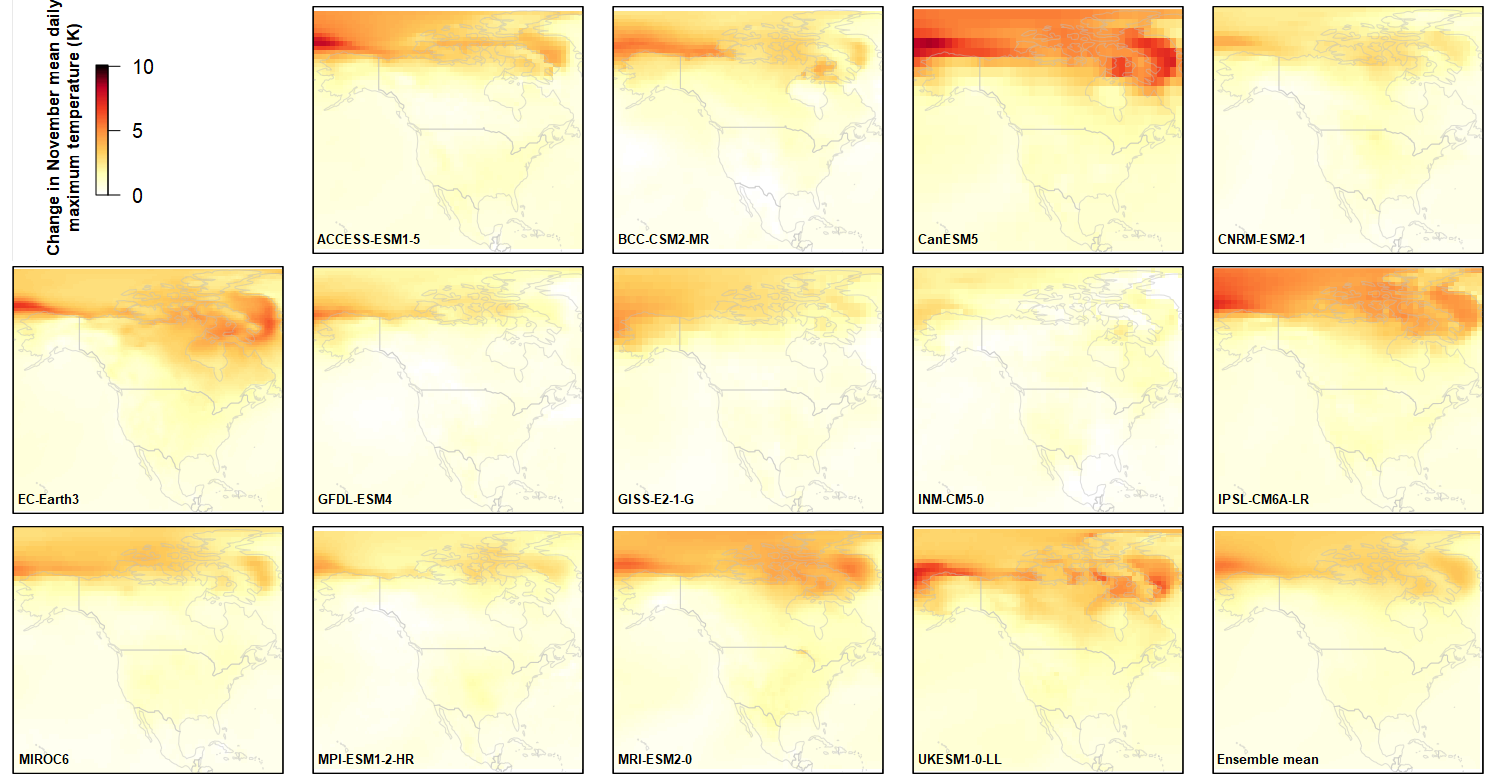 Change in November mean daily
maximum temperature (K)
10
5
0
ACCESS-ESM1-5
BCC-CSM2-MR
CanESM5
CNRM-ESM2-1
EC-Earth3
GFDL-ESM4
GISS-E2-1-G
INM-CM5-0
IPSL-CM6A-LR
MIROC6
MPI-ESM1-2-HR
MRI-ESM2-0
UKESM1-0-LL
Ensemble mean